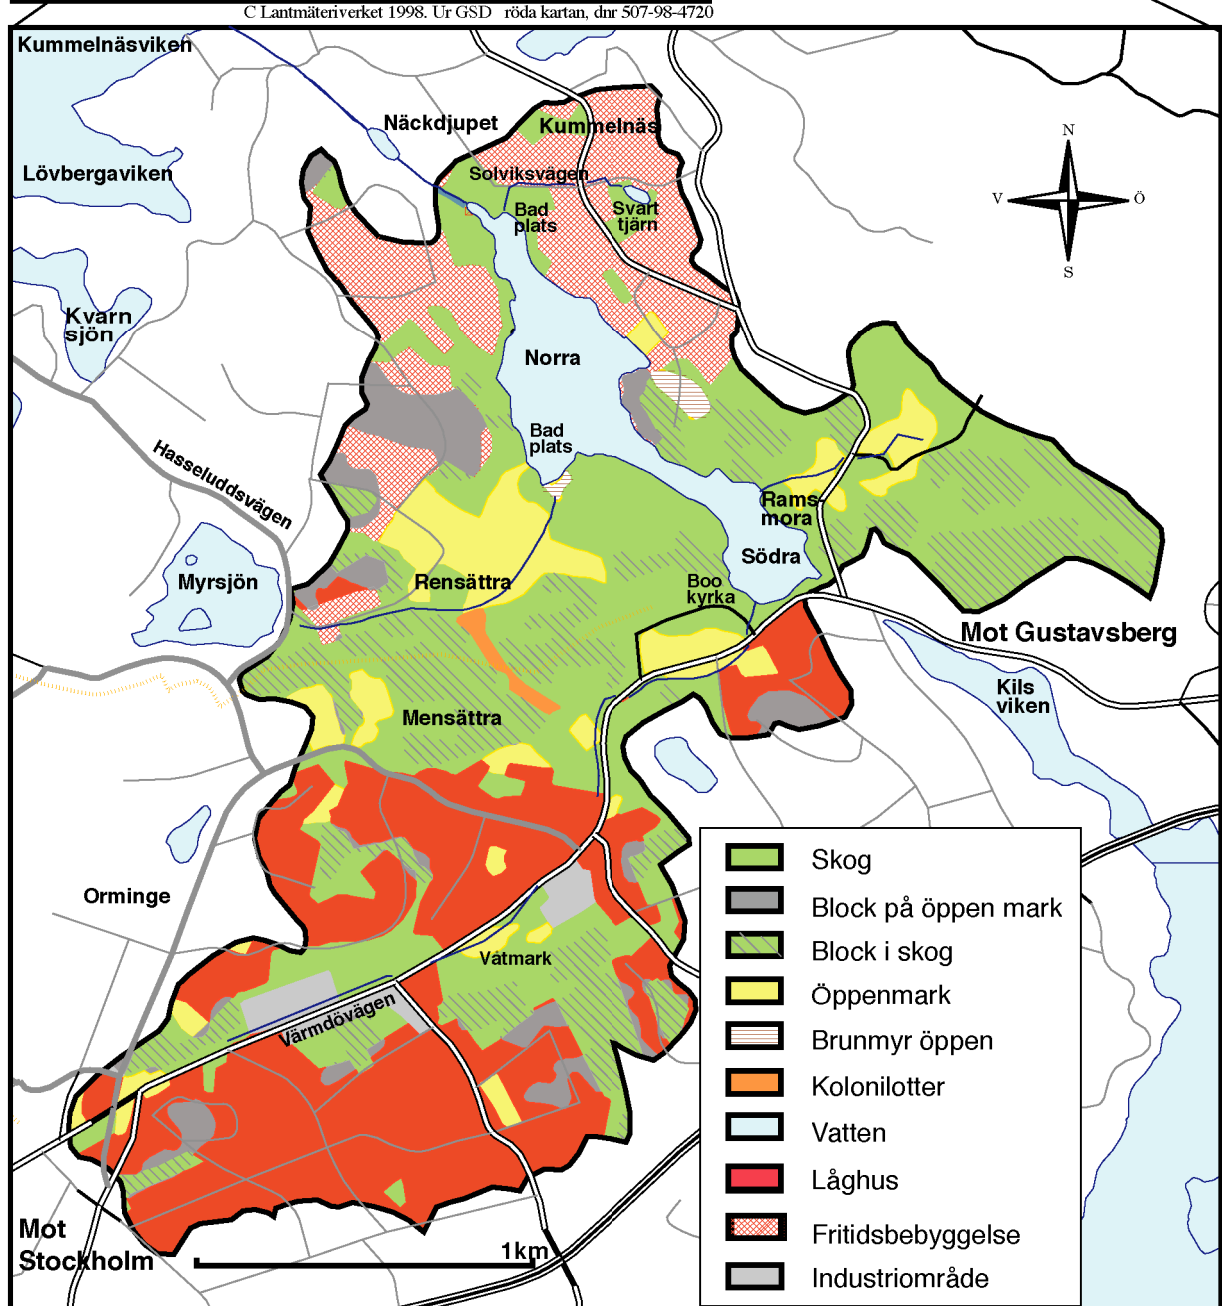 C Lantmäteriverket 1998. Ur GSD röda kartan, dnr 507-98-4720
Kummelnäsviken
Näckdjupet
Kummelnäs
N
V
Ö
S
Lövbergaviken
Solviksvägen
Bad
plats
Svart
tjärn
Kvarn
sjön
Norra
Bad
plats
Hasseluddsvägen
Rams
mora
Södra
Myrsjön
Rensättra
Boo
kyrka
Mot Gustavsberg
Kils
viken
Mensättra
Orminge
Våtmark
Värmdövägen
Skog
Block på öppen mark
Block i skog
Öppenmark
Brunmyr öppen
Kolonilotter
Vatten
Låghus
Fritidsbebyggelse
Industriområde
Mot
Stockholm
1km